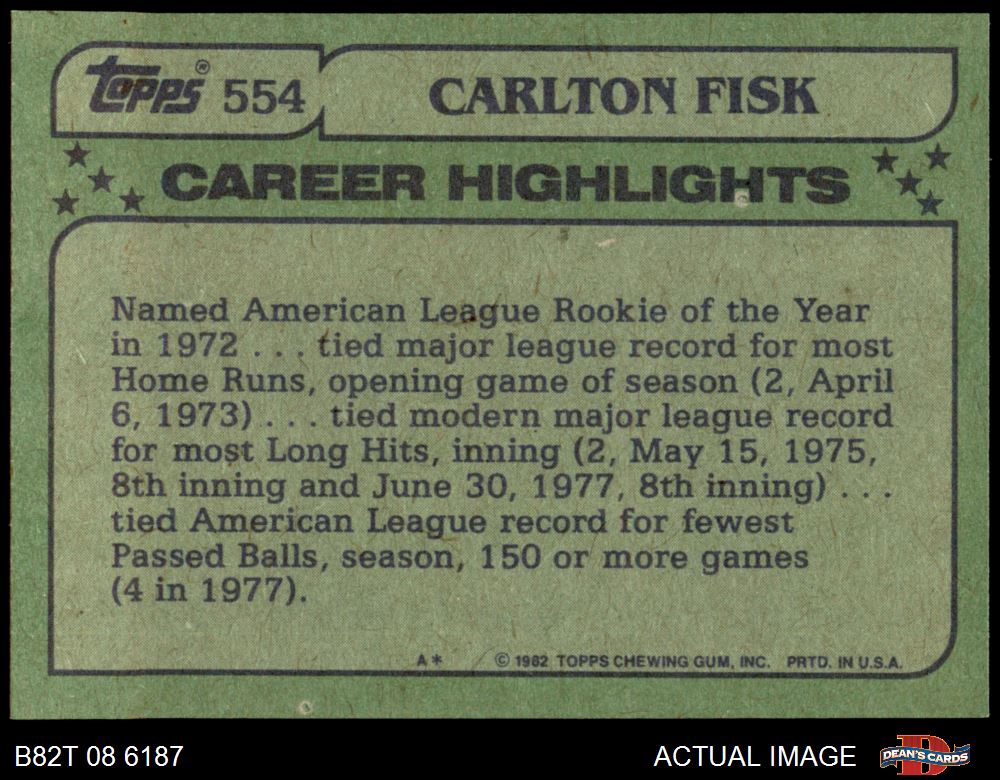 Topps® 554 CARLTON FISK
CAREER HIGHLIGHTS
Named American League Rookie of the Year
in 1972 . . . tied major league record for most
Home Runs, opening game of season (2, April
6, 1973) . . . tied modern major league record
for most Long Hits, inning (2, May 15, 1975,
8th inning and June 30, 1977, 8th inning) . . .
tied American League record for fewest
Passed Balls, season, 150 or more games
(4 in 1977).
A* © 1982 TOPPS CHEWING GUM, INC. PRTD. IN U.S.A.
B82T 08 6187 ACTUAL IMAGE D DEAN'S CARDS